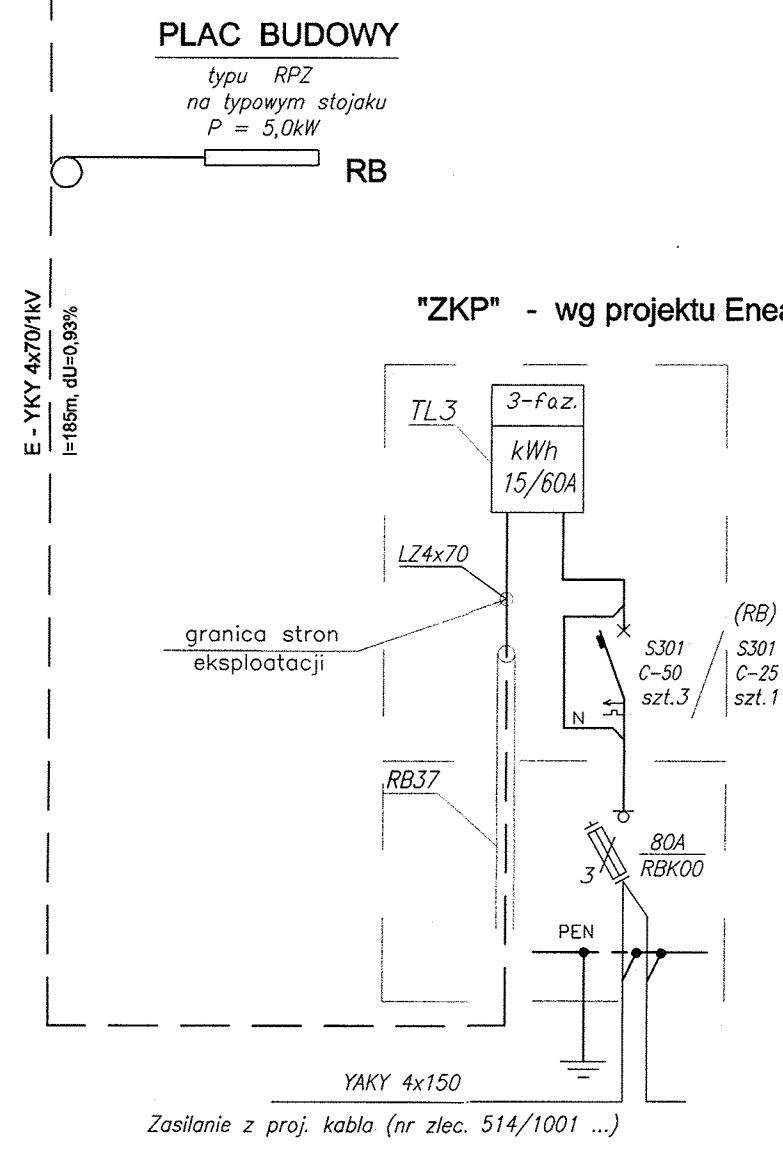 PLAC BUDOWY
typu RPZ
na typowym stojaku
P = 5,0kW
RB
E - YKY 4x70/1kV
l=185m, dU=0,93%
"ZKP" - wg projektu Enea
TL3
3-faz.
kWh
15/60A
LZ4x70
granica stron
eksploatacji
(RB)
S301
C-50
szt.3
S301
C-25
szt.1
N
RB37
80A
RBK00
3
PEN
YAKY 4x150
Zasilanie z proj. kabla (nr zlec. 514/1001 ...)